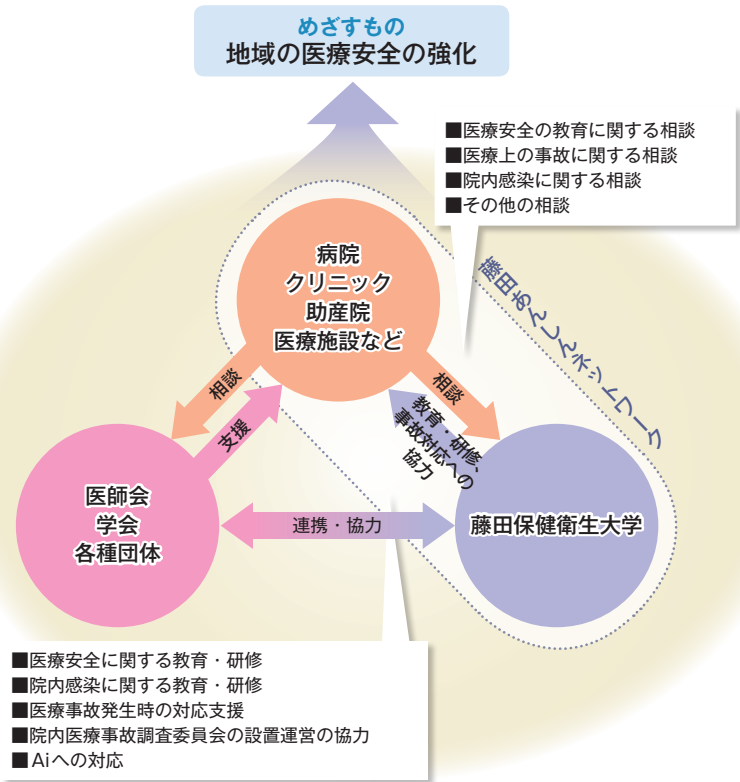 めざすもの
地域の医療安全の強化
■医療安全の教育に関する相談
■医療上の事故に関する相談
■院内感染に関する相談
■その他の相談
病院
クリニック
助産院
医療施設など
藤田あんしんネットワーク
相談
支援
相談
教育・研修、
事故対応への
協力
医師会
学会
各種団体
連携・協力
藤田保健衛生大学
■医療安全に関する教育・研修
■院内感染に関する教育・研修
■医療事故発生時の対応支援
■院内医療事故調査委員会の設置運営の協力
■Aiへの対応